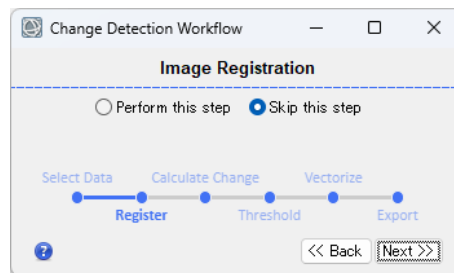 Change Detection Workflow
Image Registration
Perform this step Skip this step
Select Data Calculate Change Vectorize
Register Threshold Export
?
<< Back Next >>